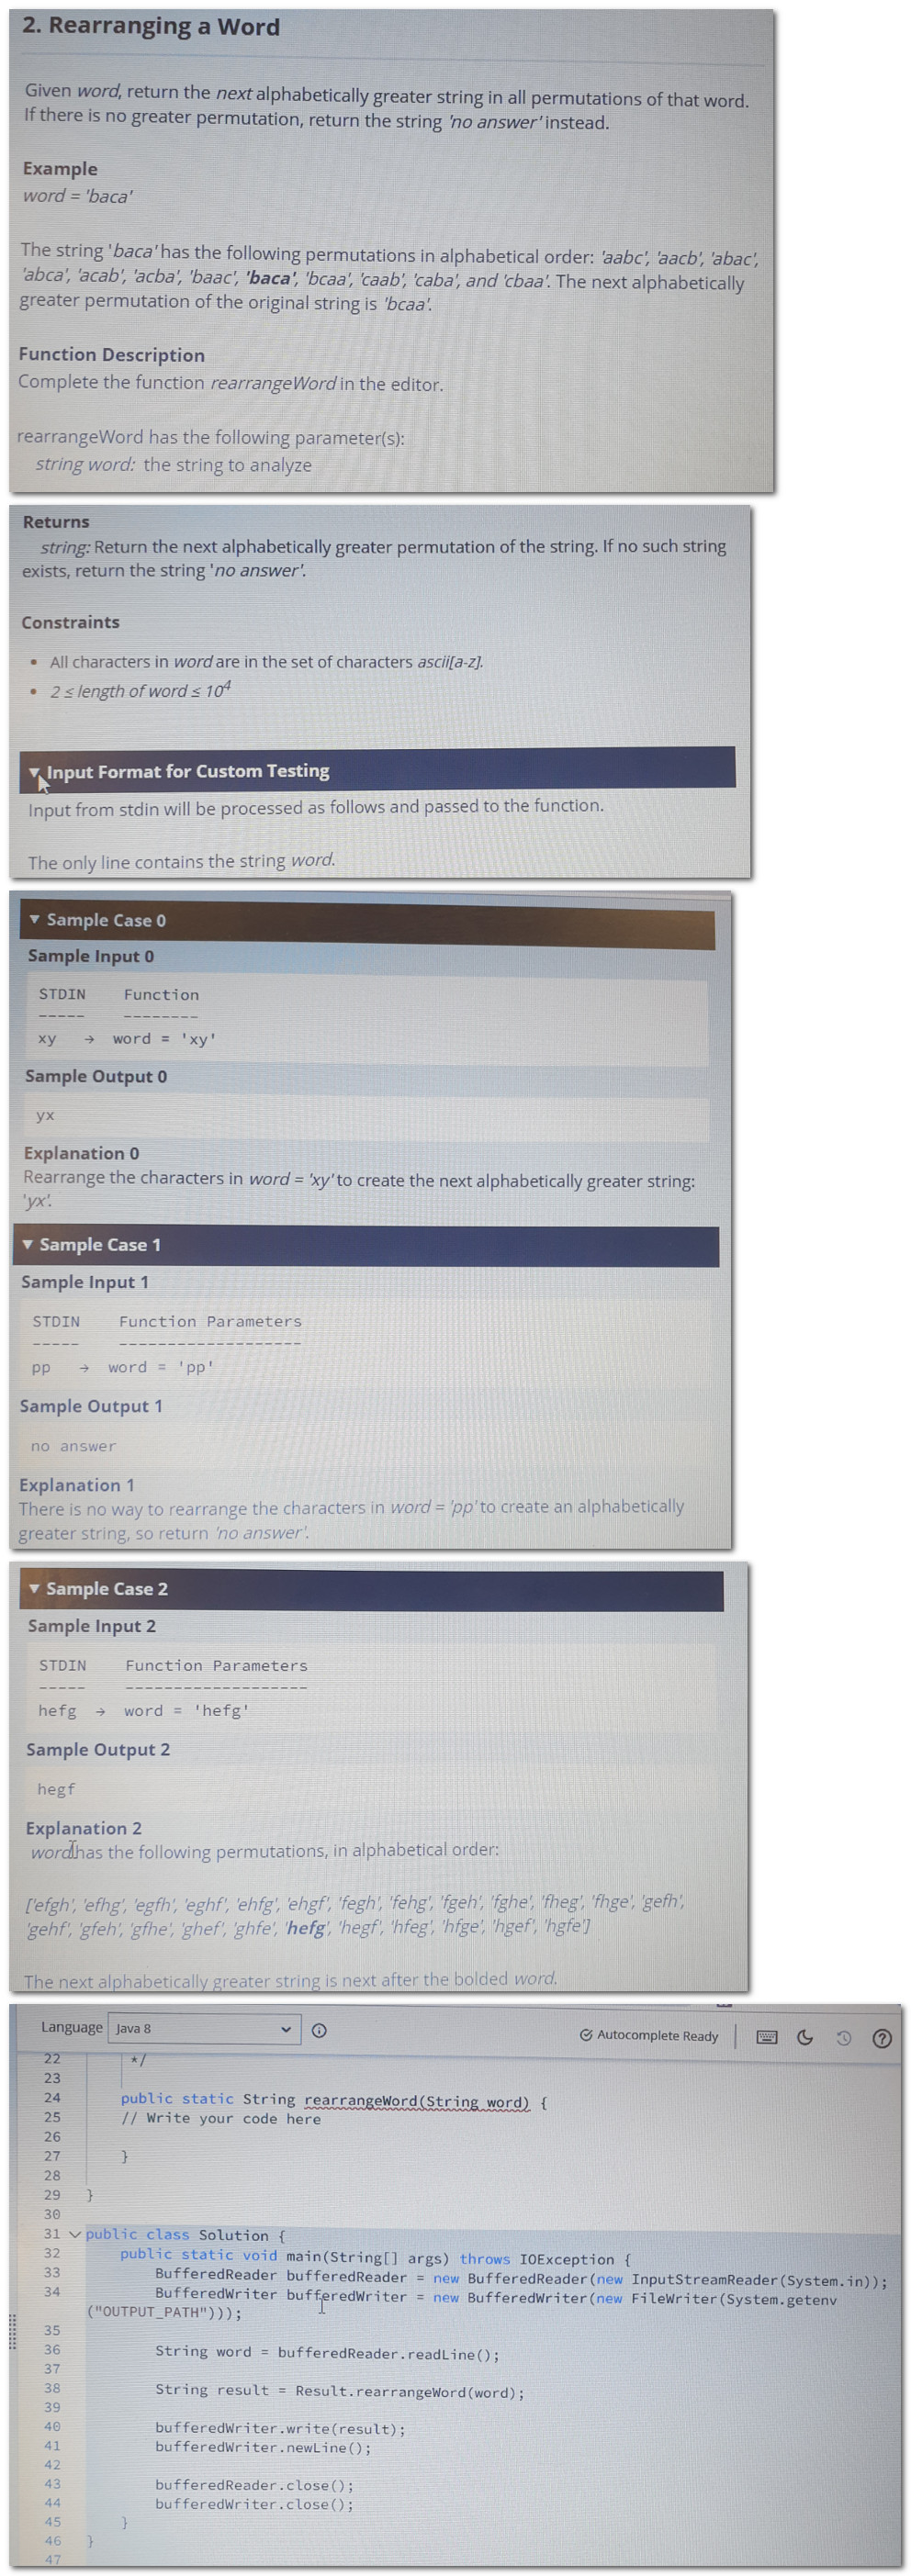 2. Rearranging a Word
Given word, return the next alphabetically greater string in all permutations of that word.
If there is no greater permutation, return the string 'no answer' instead.
Example
word = 'baca'
The string 'baca' has the following permutations in alphabetical order: 'aabc', 'aacb', 'abac',
'abca', 'acab', 'acba', 'baac', 'baca', 'bcaa', 'caab', 'caba', and 'cbaa'. The next alphabetically
greater permutation of the original string is 'bcaa'.
Function Description
Complete the function rearrangeWord in the editor.
rearrangeWord has the following parameter(s):
string word: the string to analyze
Returns
string: Return the next alphabetically greater permutation of the string. If no such string
exists, return the string 'no answer'.
Constraints
• All characters in word are in the set of characters ascii[a-z].
• 2 ≤ length of word ≤ 10⁴
▼ Input Format for Custom Testing
Input from stdin will be processed as follows and passed to the function.
The only line contains the string word.
▼ Sample Case 0
Sample Input 0
STDIN Function
----- --------
xy → word = 'xy'
Sample Output 0
yx
Explanation 0
Rearrange the characters in word = 'xy' to create the next alphabetically greater string:
'yx'.
▼ Sample Case 1
Sample Input 1
STDIN Function Parameters
----- -------------------
pp → word = 'pp'
Sample Output 1
no answer
Explanation 1
There is no way to rearrange the characters in word = 'pp' to create an alphabetically
greater string, so return 'no answer'.
▼ Sample Case 2
Sample Input 2
STDIN Function Parameters
----- -------------------
hefg → word = 'hefg'
Sample Output 2
hegf
Explanation 2
word has the following permutations, in alphabetical order:
['efgh', 'efhg', 'egfh', 'eghf', 'ehfg', 'ehgf', 'fegh', 'fehg', 'fgeh', 'fghe', 'fheg', 'fhge', 'gefh',
'gehf', 'gfeh', 'gfhe', 'ghef', 'ghfe', 'hefg', 'hegf', 'hfeg', 'hfge', 'hgef', 'hgfe']
The next alphabetically greater string is next after the bolded word.
Language Java 8 Autocomplete Ready
22 */
23
24 public static String rearrangeWord(String word) {
25 // Write your code here
26
27 }
28
29 }
30
31 public class Solution {
32 public static void main(String[] args) throws IOException {
33 BufferedReader bufferedReader = new BufferedReader(new InputStreamReader(System.in));
34 BufferedWriter bufferedWriter = new BufferedWriter(new FileWriter(System.getenv
("OUTPUT_PATH")));
35
36 String word = bufferedReader.readLine();
37
38 String result = Result.rearrangeWord(word);
39
40 bufferedWriter.write(result);
41 bufferedWriter.newLine();
42
43 bufferedReader.close();
44 bufferedWriter.close();
45 }
46 }
47